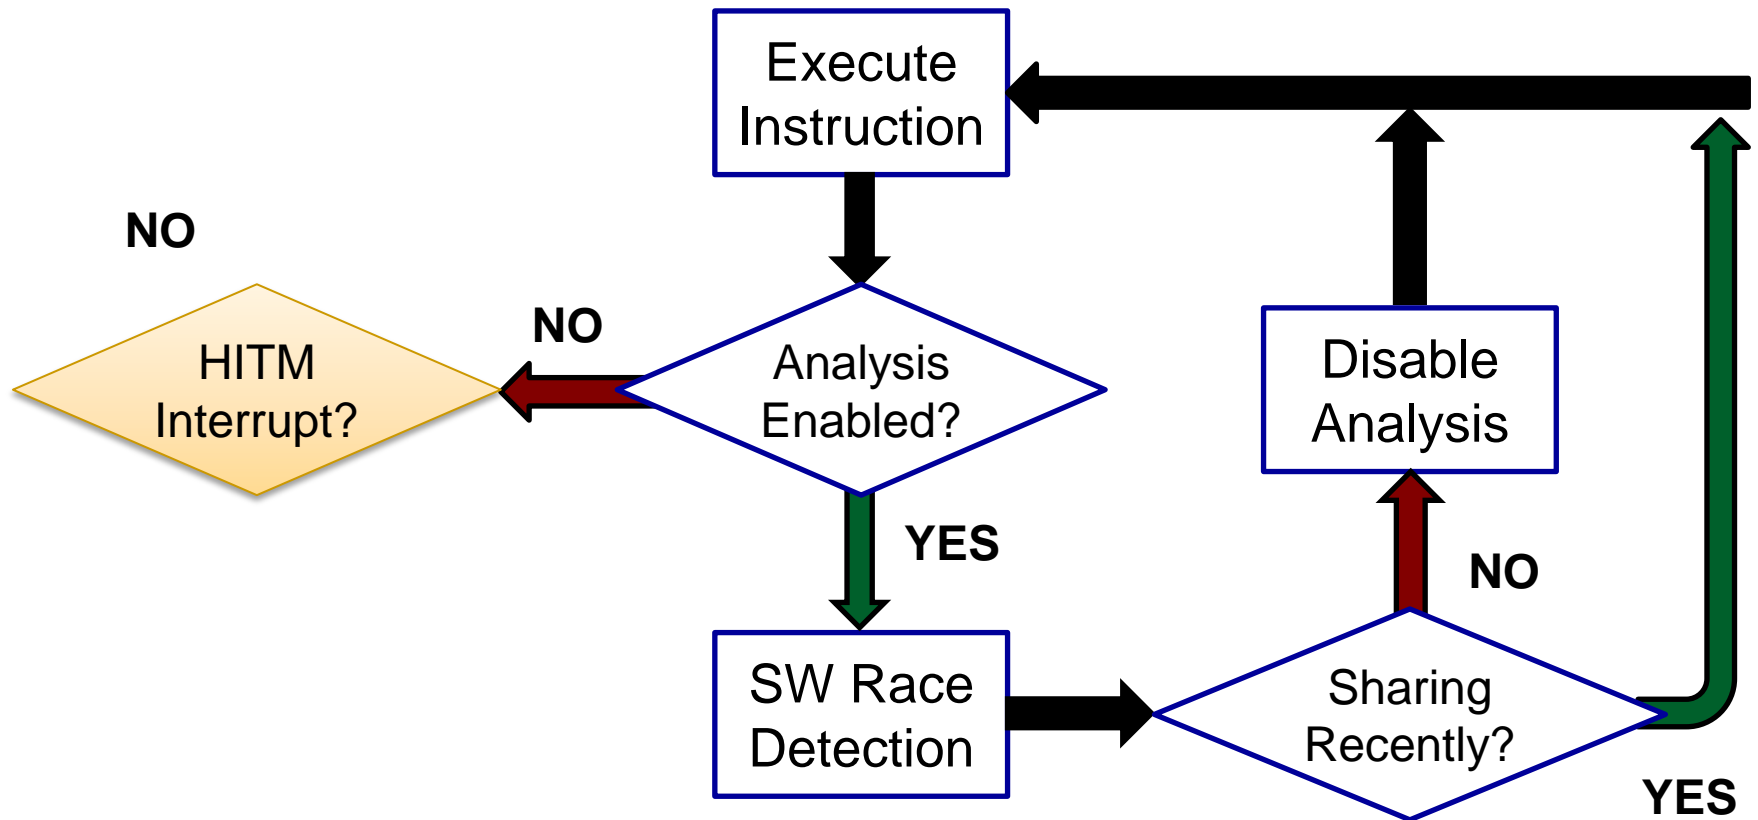 Execute
Instruction
NO
NO
HITM
Interrupt?
Analysis
Enabled?
Disable
Analysis
YES
NO
SW Race
Detection
Sharing
Recently?
YES